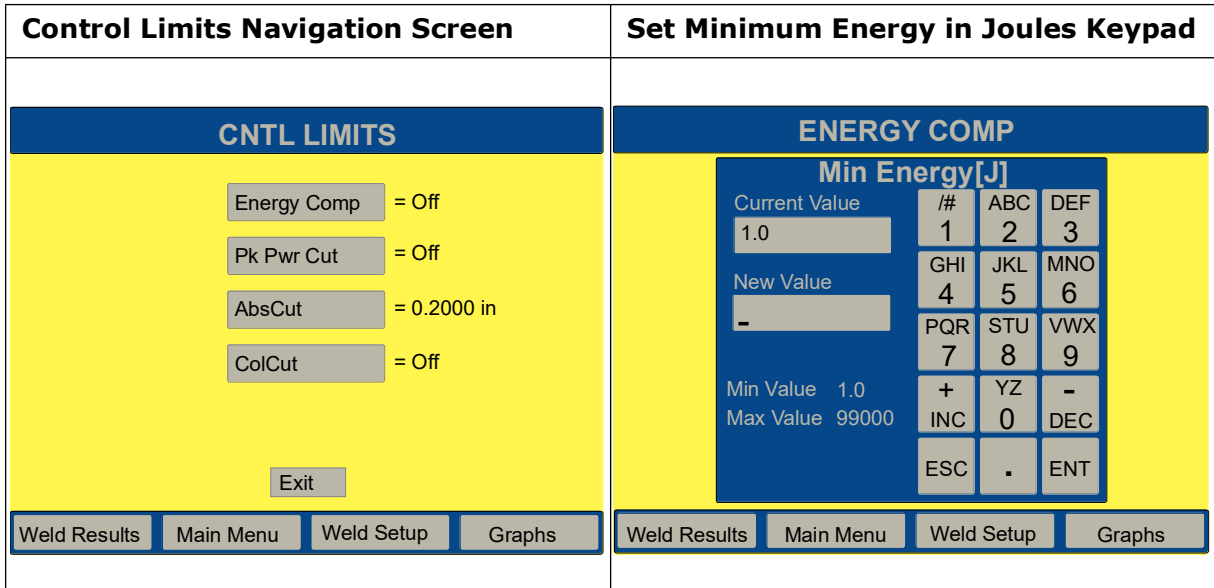 Control Limits Navigation Screen
Set Minimum Energy in Joules Keypad
CNTL LIMITS
Energy Comp = Off
Pk Pwr Cut = Off
AbsCut = 0.2000 in
ColCut = Off
Exit
Weld Results Main Menu Weld Setup Graphs
ENERGY COMP
Min Energy[J]
Current Value
1.0
New Value
-
Min Value 1.0
Max Value 99000
/# ABC DEF
1 2 3
GHI JKL MNO
4 5 6
PQR STU VWX
7 8 9
+ YZ -
INC 0 DEC
ESC . ENT
Weld Results Main Menu Weld Setup Graphs